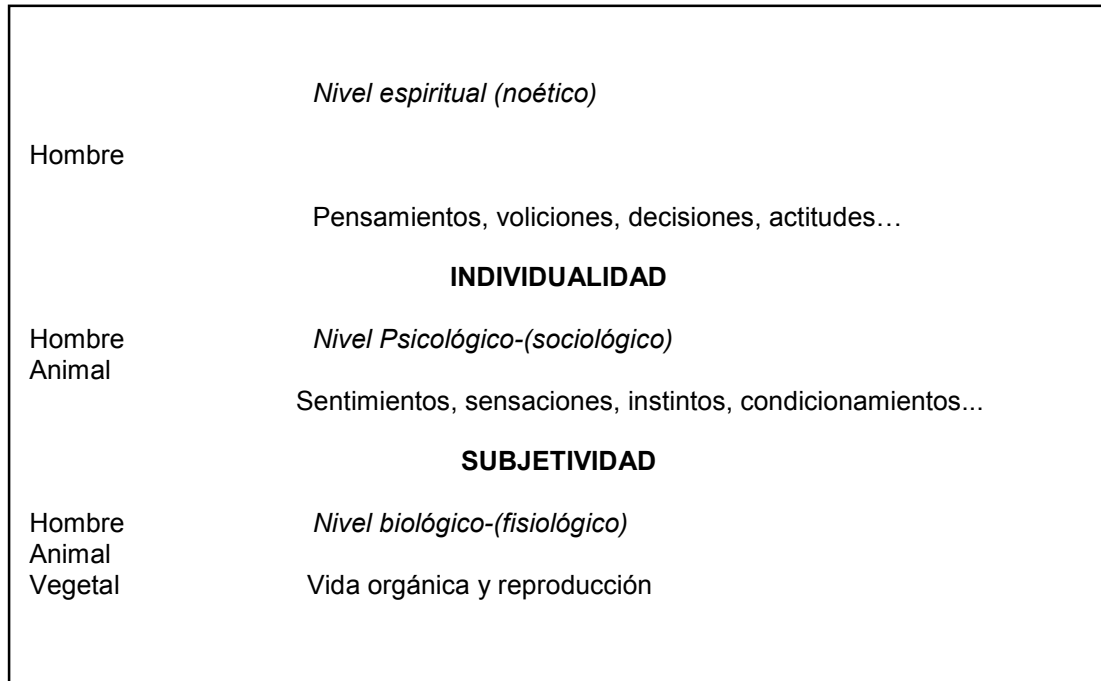 Nivel espiritual (noético)
Hombre
Pensamientos, voliciones, decisiones, actitudes…
INDIVIDUALIDAD
Hombre Nivel Psicológico-(sociológico)
Animal
Sentimientos, sensaciones, instintos, condicionamientos...
SUBJETIVIDAD
Hombre Nivel biológico-(fisiológico)
Animal
Vegetal Vida orgánica y reproducción